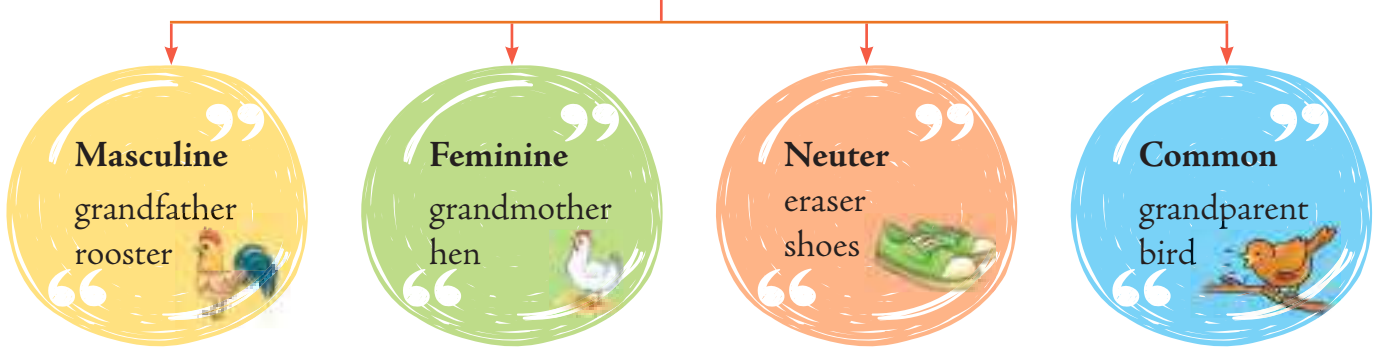 Masculine
grandfather
rooster
Feminine
grandmother
hen
Neuter
eraser
shoes
Common
grandparent
bird